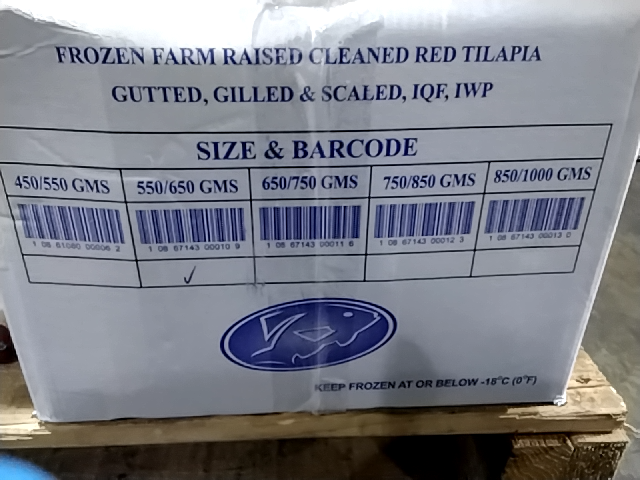 FROZEN FARM RAISED CLEANED RED TILAPIA
GUTTED, GILLED & SCALED, IQF, IWP
SIZE & BARCODE
450/550 GMS 550/650 GMS 650/750 GMS 750/850 GMS 850/1000 GMS
1 08 67143 00010 9 1 08 67143 00011 6 1 08 67143 00012 3 1 08 67143 00013 0
KEEP FROZEN AT OR BELOW -18°C (0°F)